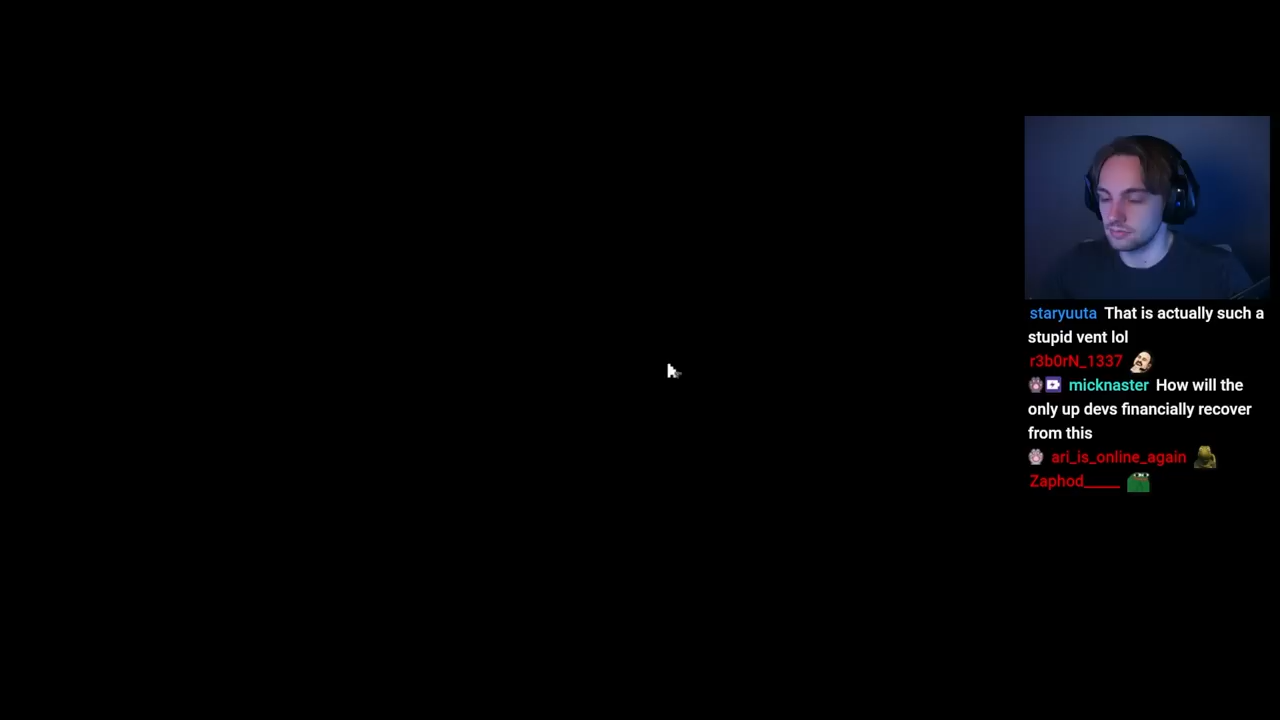 staryuuta That is actually such a
stupid vent lol
r3b0rN_1337
micknaster How will the
only up devs financially recover
from this
ari_is_online_again
Zaphod_____